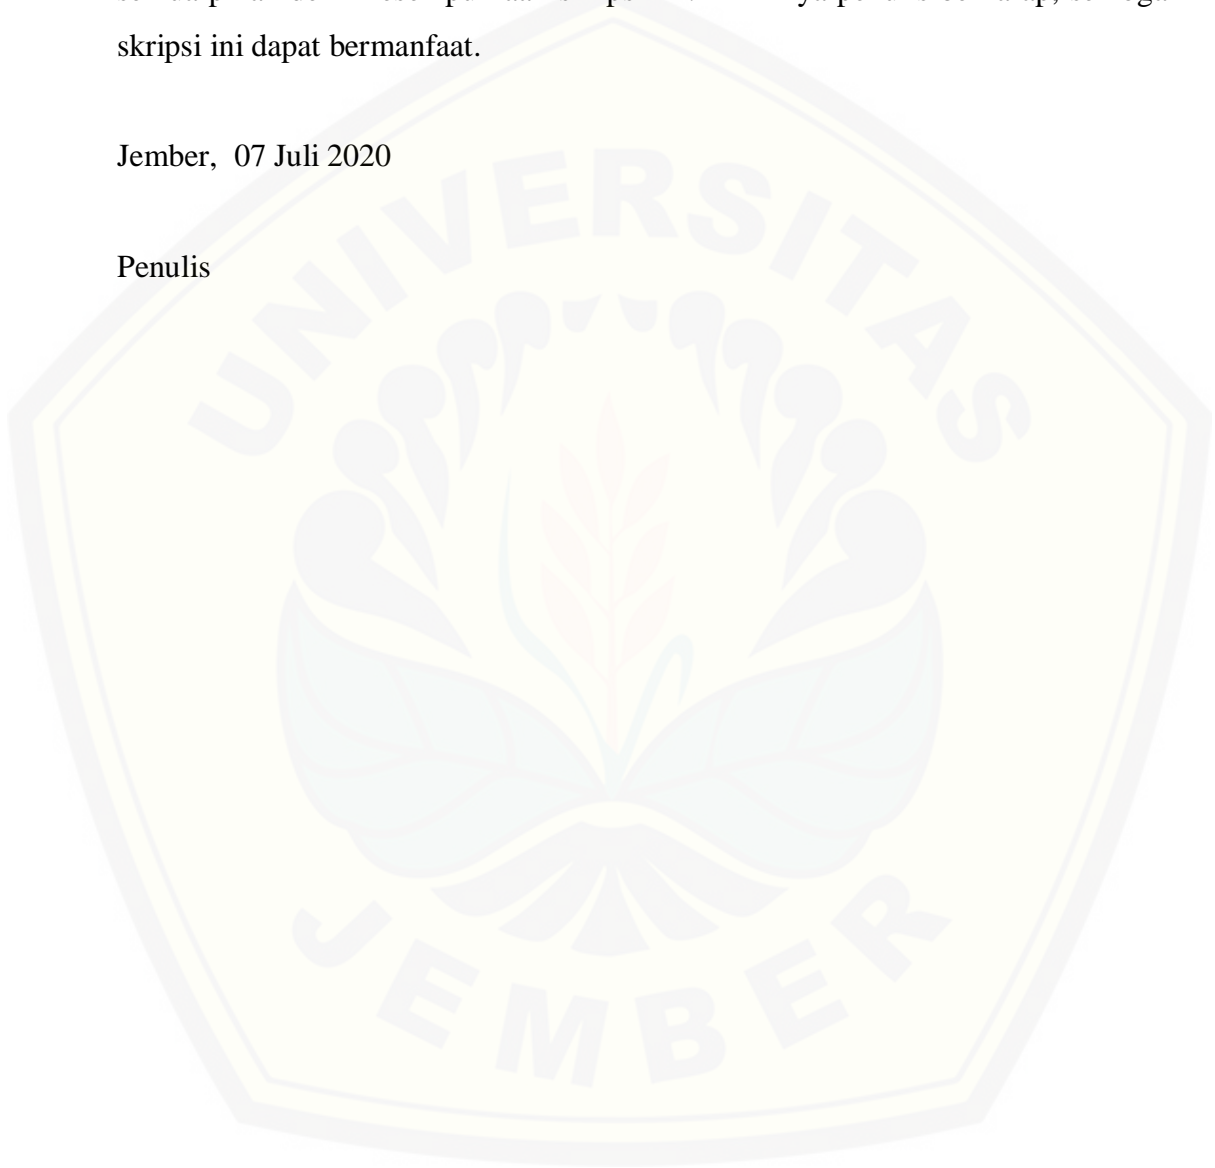 skripsi ini dapat bermanfaat.
Jember, 07 Juli 2020
Penulis
UNIVERSITAS
JEMBER